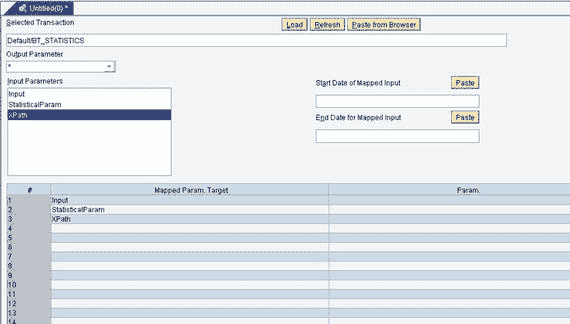 Untitled(0) *
Selected Transaction
Load Refresh Paste from Browser
Default/BT_STATISTICS
Output Parameter
*
Input Parameters
Start Date of Mapped Input Paste
Input
StatisticalParam
XPath
End Date for Mapped Input Paste
# Mapped Param. Target Param.
1 Input
2 StatisticalParam
3 XPath
4
5
6
7
8
9
10
11
12
13
14